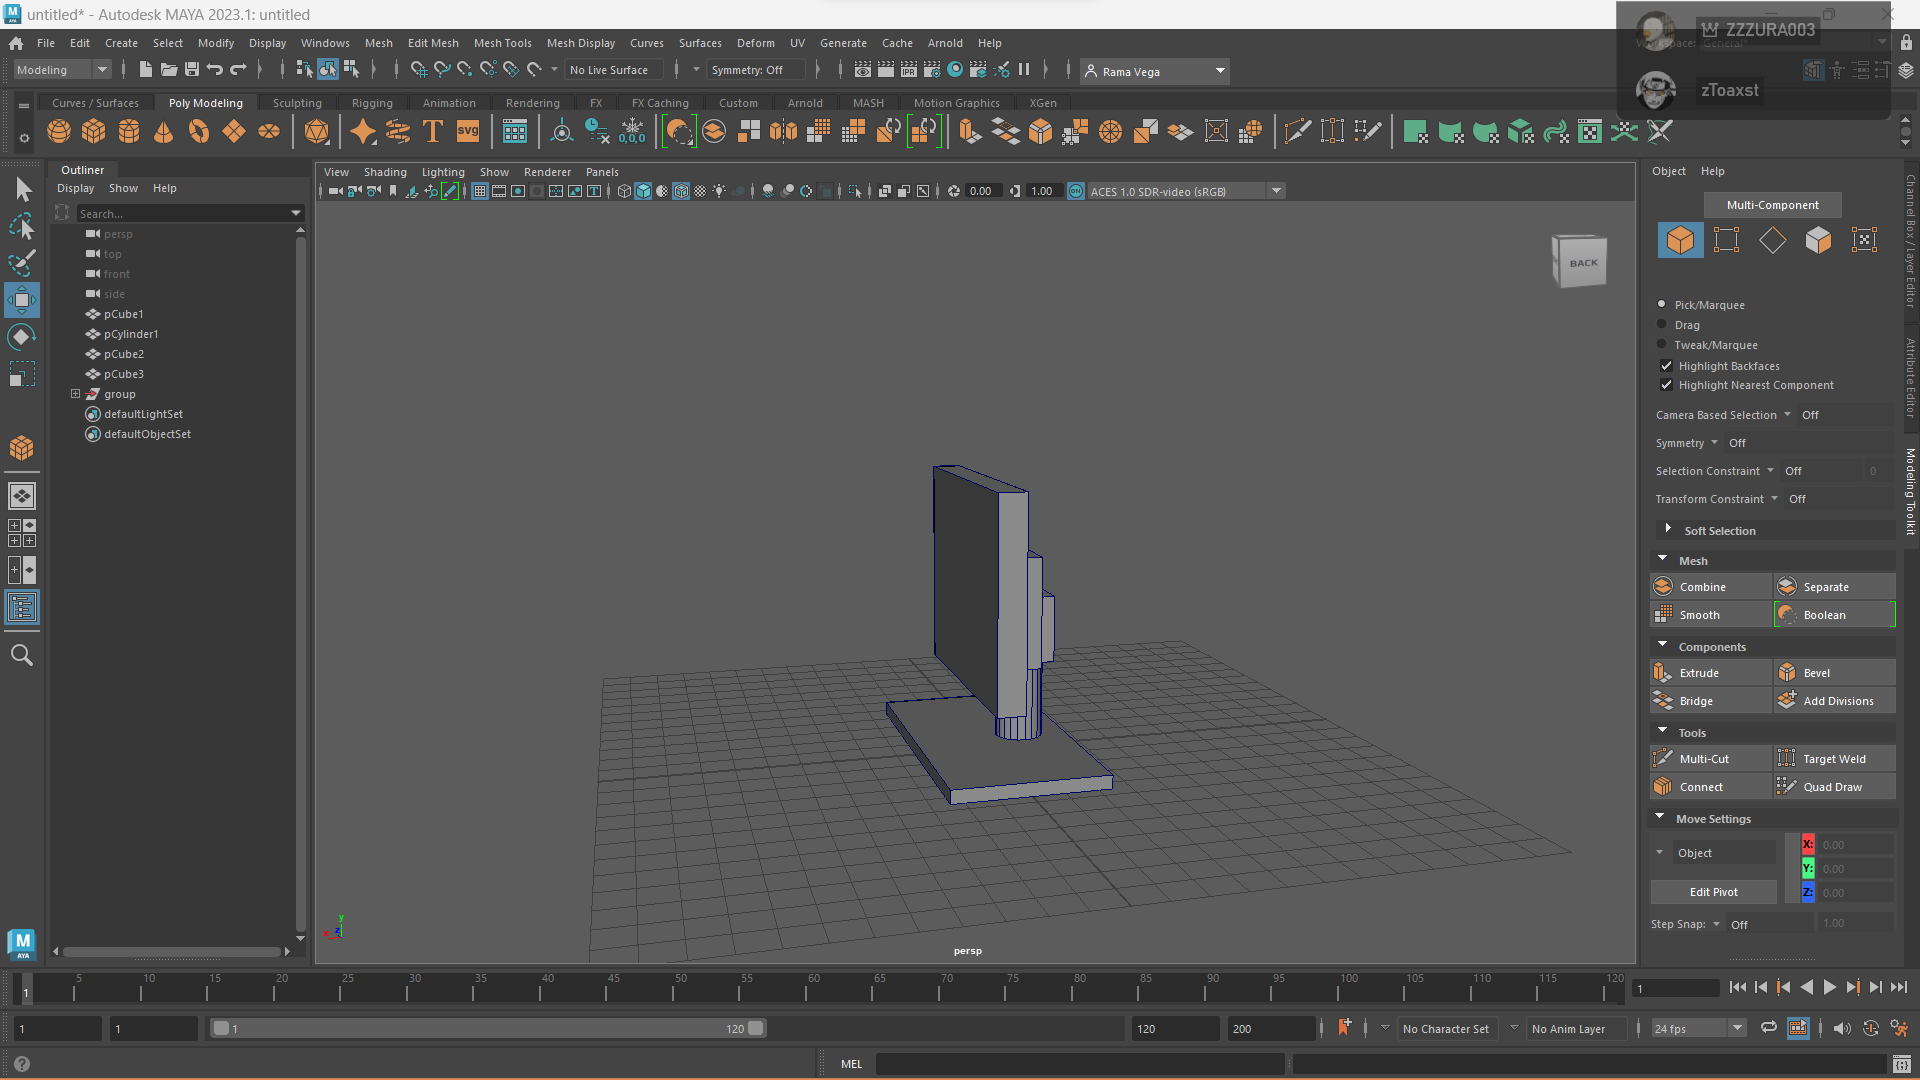 untitled* - Autodesk MAYA 2023.1: untitled
File Edit Create Select Modify Display Windows Mesh Edit Mesh Mesh Tools Mesh Display Curves Surfaces Deform UV Generate Cache Arnold Help
ZZZURA003
zToaxst
Modeling
No Live Surface
Symmetry: Off
Rama Vega
Curves / Surfaces Poly Modeling Sculpting Rigging Animation Rendering FX FX Caching Custom Arnold MASH Motion Graphics XGen
Outliner
Display Show Help
Search...
persp
top
front
side
pCube1
pCylinder1
pCube2
pCube3
group
defaultLightSet
defaultObjectSet
View Shading Lighting Show Renderer Panels
0.00
1.00
ACES 1.0 SDR-video (sRGB)
BACK
persp
Object Help
Multi-Component
Pick/Marquee
Drag
Tweak/Marquee
Highlight Backfaces
Highlight Nearest Component
Camera Based Selection Off
Symmetry Off
Selection Constraint Off 0
Transform Constraint Off
Soft Selection
Mesh
Combine Separate
Smooth Boolean
Components
Extrude Bevel
Bridge Add Divisions
Tools
Multi-Cut Target Weld
Connect Quad Draw
Move Settings
Object
X: 0.00
Y: 0.00
Z: 0.00
Edit Pivot
Step Snap: Off 1.00
Channel Box / Layer Editor
Attribute Editor
Modeling Toolkit
1 5 10 15 20 25 30 35 40 45 50 55 60 65 70 75 80 85 90 95 100 105 110 115 120
1
1 1 1 120 120 200 No Character Set No Anim Layer 24 fps
MEL